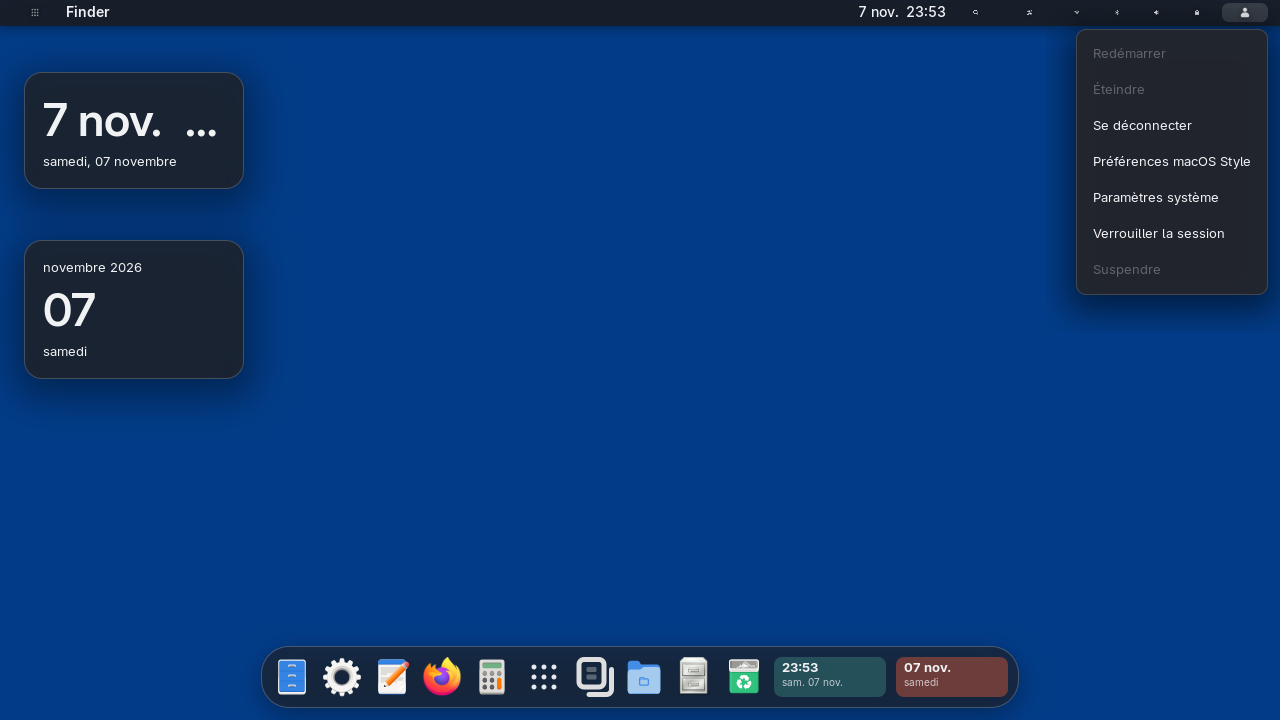 Finder
7 nov.  23:53
Redémarrer
Éteindre
Se déconnecter
Préférences macOS Style
Paramètres système
Verrouiller la session
Suspendre
7 nov.  ...
samedi, 07 novembre
novembre 2026
07
samedi
23:53
sam. 07 nov.
07 nov.
samedi